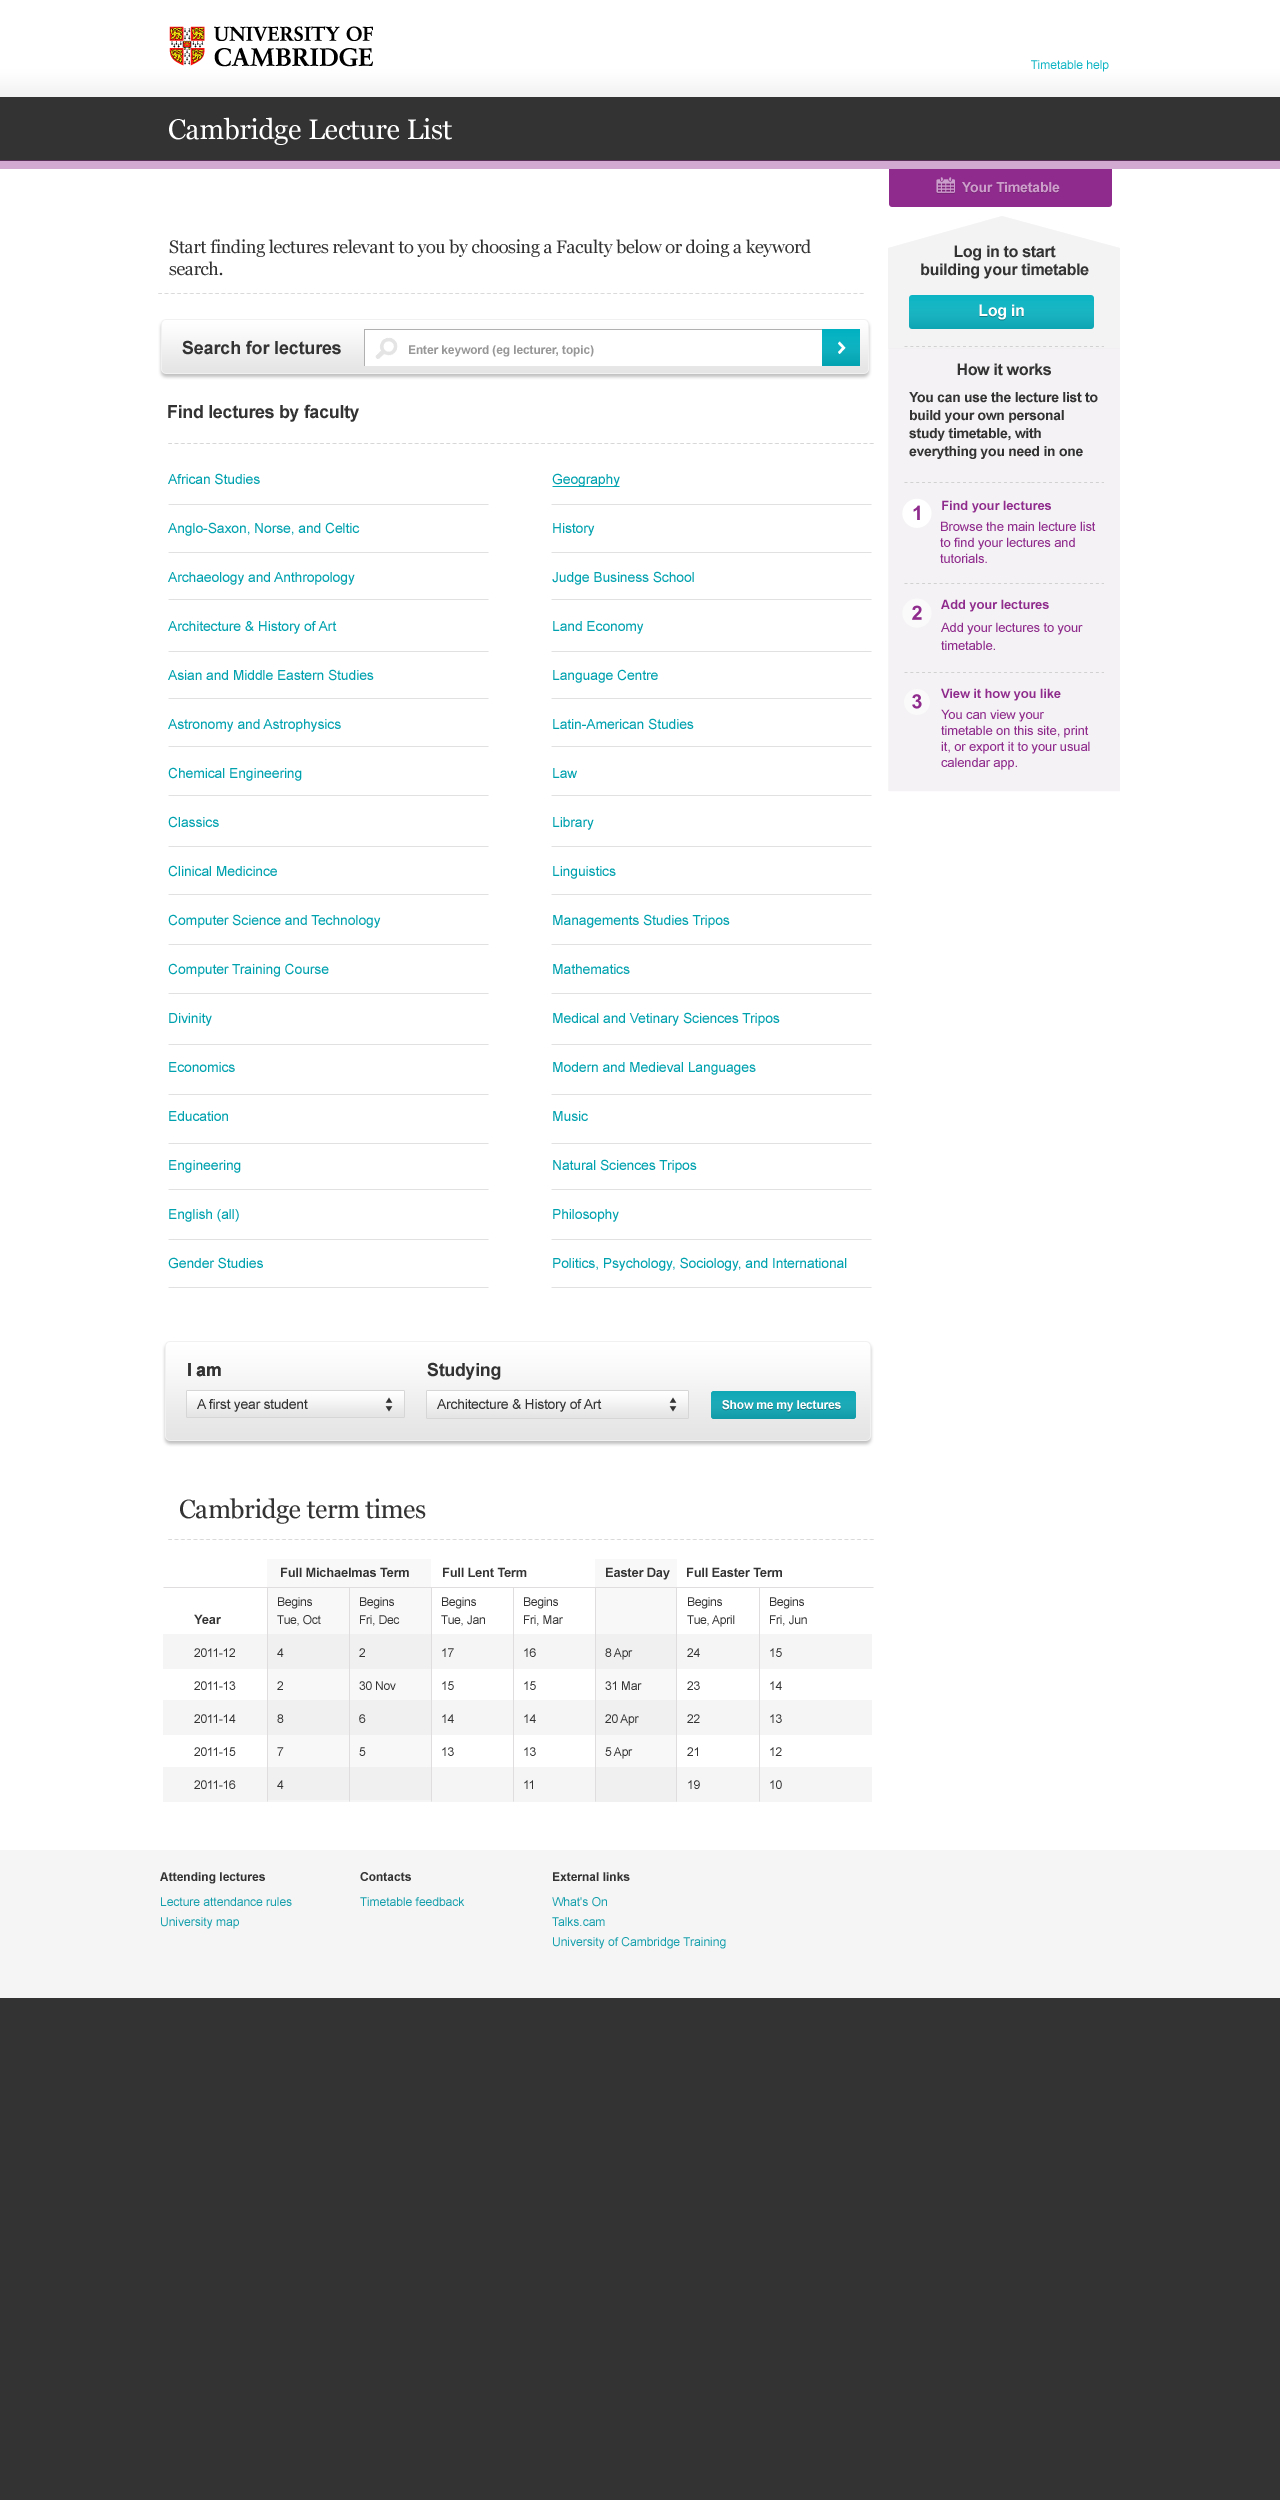 UNIVERSITY OF
CAMBRIDGE
Timetable help
Cambridge Lecture List
Your Timetable
Start finding lectures relevant to you by choosing a Faculty below or doing a keyword
search.
Search for lectures
Enter keyword (eg lecturer, topic)
Find lectures by faculty
African Studies
Anglo-Saxon, Norse, and Celtic
Archaeology and Anthropology
Architecture & History of Art
Asian and Middle Eastern Studies
Astronomy and Astrophysics
Chemical Engineering
Classics
Clinical Medicince
Computer Science and Technology
Computer Training Course
Divinity
Economics
Education
Engineering
English (all)
Gender Studies
Geography
History
Judge Business School
Land Economy
Language Centre
Latin-American Studies
Law
Library
Linguistics
Managements Studies Tripos
Mathematics
Medical and Vetinary Sciences Tripos
Modern and Medieval Languages
Music
Natural Sciences Tripos
Philosophy
Politics, Psychology, Sociology, and International
Log in to start
building your timetable
Log in
How it works
You can use the lecture list to
build your own personal
study timetable, with
everything you need in one
1 Find your lectures
Browse the main lecture list
to find your lectures and
tutorials.
2 Add your lectures
Add your lectures to your
timetable.
3 View it how you like
You can view your
timetable on this site, print
it, or export it to your usual
calendar app.
I am Studying
A first year student Architecture & History of Art Show me my lectures
Cambridge term times
Full Michaelmas Term Full Lent Term Easter Day Full Easter Term
Begins Begins Begins Begins Begins Begins
Year Tue, Oct Fri, Dec Tue, Jan Fri, Mar Tue, April Fri, Jun
2011-12 4 2 17 16 8 Apr 24 15
2011-13 2 30 Nov 15 15 31 Mar 23 14
2011-14 8 6 14 14 20 Apr 22 13
2011-15 7 5 13 13 5 Apr 21 12
2011-16 4 11 19 10
Attending lectures
Lecture attendance rules
University map
Contacts
Timetable feedback
External links
What's On
Talks.cam
University of Cambridge Training